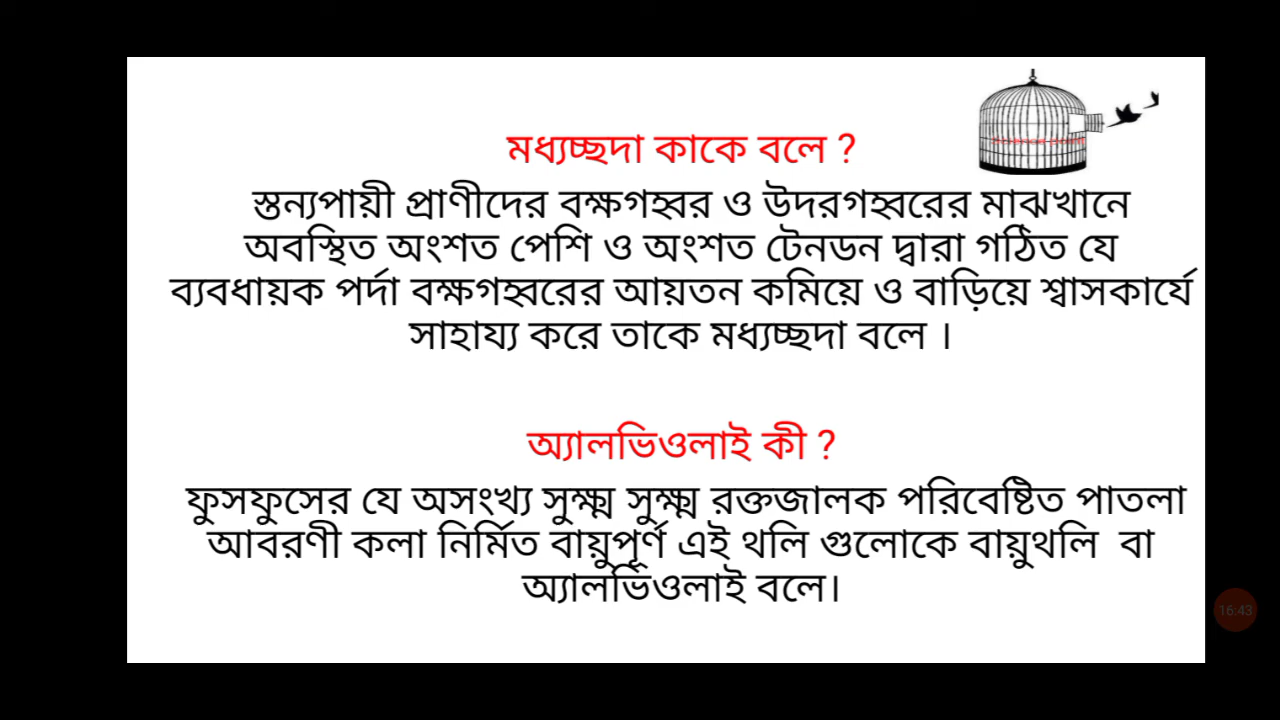 মধ্যচ্ছদা কাকে বলে ?
স্তন্যপায়ী প্রাণীদের বক্ষগহ্বর ও উদরগহ্বরের মাঝখানে
অবস্থিত অংশত পেশি ও অংশত টেনডন দ্বারা গঠিত যে
ব্যবধায়ক পর্দা বক্ষগহ্বরের আয়তন কমিয়ে ও বাড়িয়ে শ্বাসকার্যে
সাহায্য করে তাকে মধ্যচ্ছদা বলে ।
অ্যালভিওলাই কী ?
ফুসফুসের যে অসংখ্য সুক্ষ্ম সুক্ষ্ম রক্তজালক পরিবেষ্টিত পাতলা
আবরণী কলা নির্মিত বায়ুপূর্ণ এই থলি গুলোকে বায়ুথলি বা
অ্যালভিওলাই বলে।
16:43